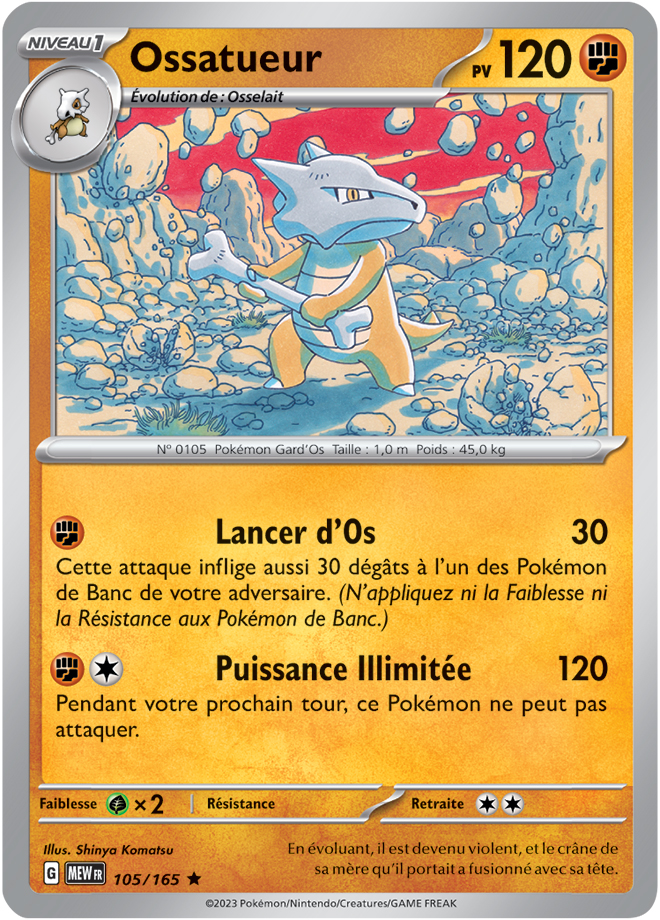 NIVEAU 1
Ossatueur
PV 120
Évolution de : Osselait
N° 0105 Pokémon Gard'Os Taille : 1,0 m Poids : 45,0 kg
Lancer d'Os 30
Cette attaque inflige aussi 30 dégâts à l'un des Pokémon
de Banc de votre adversaire. (N'appliquez ni la Faiblesse ni
la Résistance aux Pokémon de Banc.)
Puissance Illimitée 120
Pendant votre prochain tour, ce Pokémon ne peut pas
attaquer.
Faiblesse ×2 Résistance Retraite
Illus. Shinya Komatsu
G MEW FR 105/165 ★
En évoluant, il est devenu violent, et le crâne de
sa mère qu'il portait a fusionné avec sa tête.
©2023 Pokémon/Nintendo/Creatures/GAME FREAK